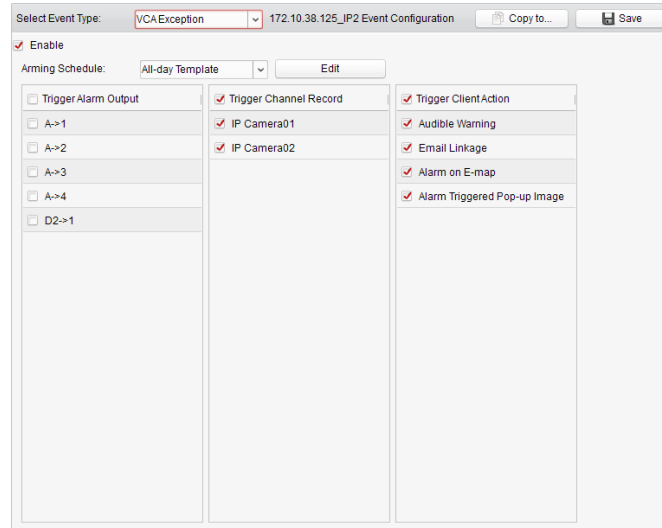 Select Event Type: VCA Exception 172.10.38.125_IP2 Event Configuration Copy to... Save
Enable
Arming Schedule: All-day Template Edit
Trigger Alarm Output Trigger Channel Record Trigger Client Action
A->1 IP Camera01 Audible Warning
A->2 IP Camera02 Email Linkage
A->3 Alarm on E-map
A->4 Alarm Triggered Pop-up Image
D2->1